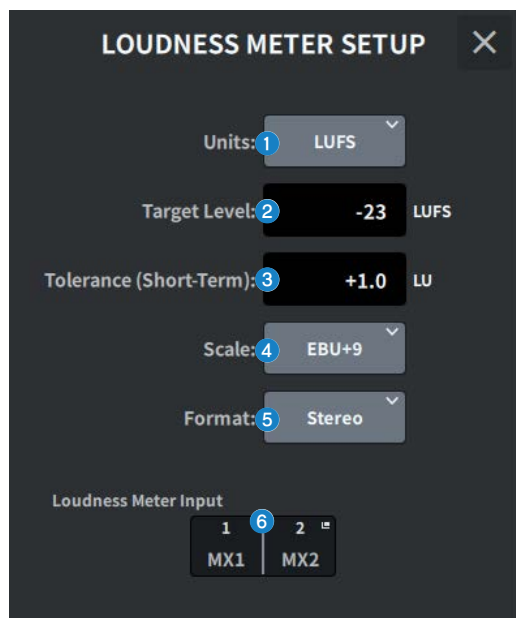 LOUDNESS METER SETUP
Units: 1 LUFS
Target Level: 2 -23 LUFS
Tolerance (Short-Term): 3 +1.0 LU
Scale: 4 EBU+9
Format: 5 Stereo
Loudness Meter Input
1 6 2
MX1 MX2